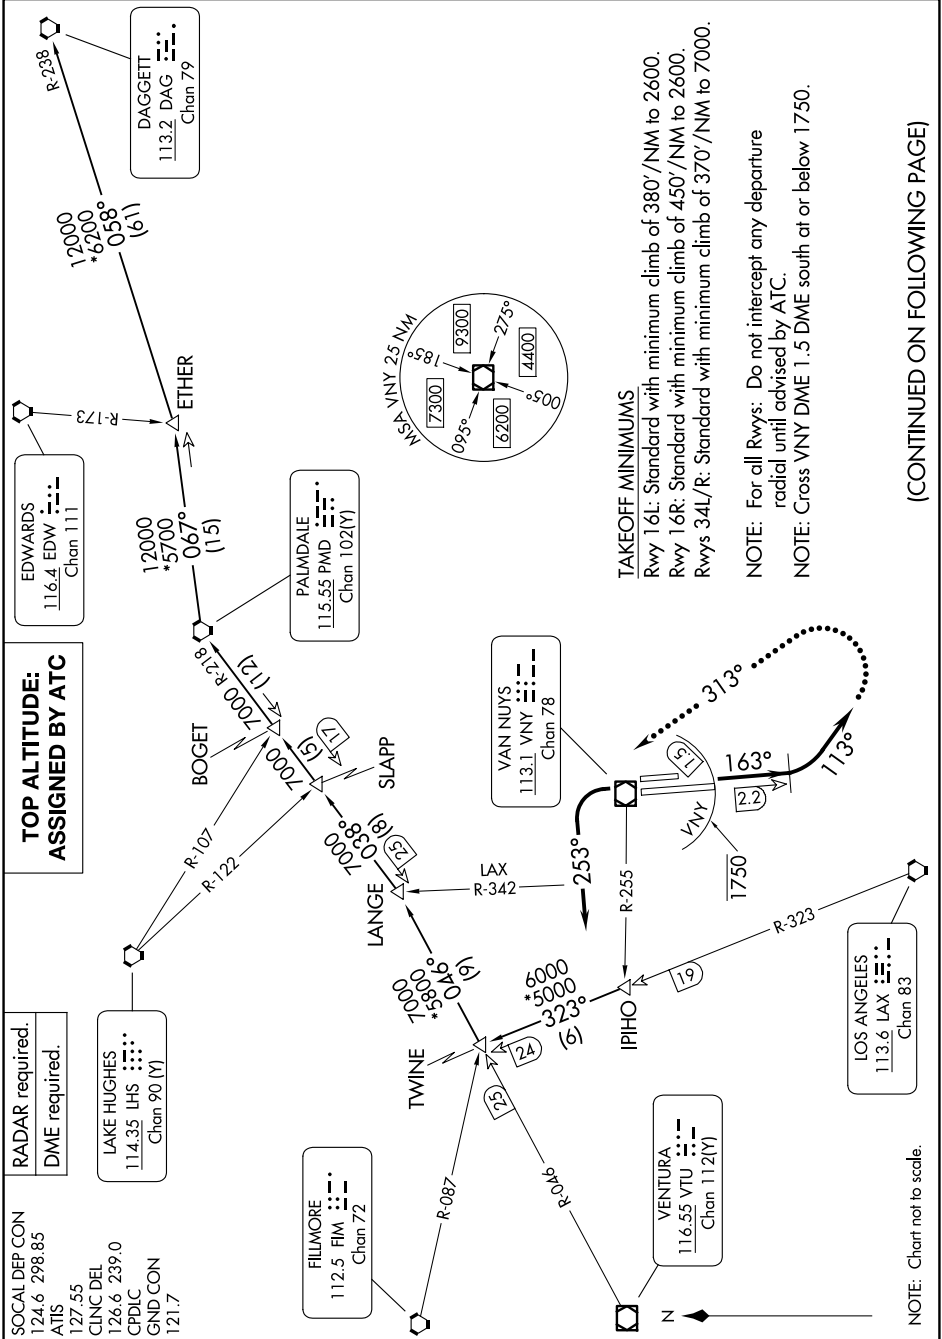 SOCAL DEP CON
124.6 298.85
ATIS
127.55
CLNC DEL
126.6 239.0
CPDLC
GND CON
121.7
RADAR required.
DME required.
TOP ALTITUDE:
ASSIGNED BY ATC
LAKE HUGHES
114.35 LHS
Chan 90 (Y)
EDWARDS
116.4 EDW
Chan 111
DAGGETT
113.2 DAG
Chan 79
R-238
12000
*6200
058°
(61)
R-173
ETHER
12000
*5700
067°
(15)
PALMDALE
115.55 PMD
Chan 102(Y)
R-218
7000
(12)
BOGET
7000
(5)
17
SLAPP
R-107
R-122
7000
038°
(8)
25
LANGE
LAX
R-342
7000
*5800
046°
(9)
TWINE
24
25
6000
*5000
323°
(6)
IPIHO
19
R-323
R-255
R-087
R-046
FILLMORE
112.5 FIM
Chan 72
VENTURA
116.55 VTU
Chan 112(Y)
LOS ANGELES
113.6 LAX
Chan 83
VAN NUYS
113.1 VNY
Chan 78
253°
313°
163°
113°
1.5
2.2
VNY
1750
MSA VNY 25 NM
185°
9300
275°
4400
005°
6200
095°
7300
TAKEOFF MINIMUMS
Rwy 16L: Standard with minimum climb of 380'/NM to 2600.
Rwy 16R: Standard with minimum climb of 450'/NM to 2600.
Rwys 34L/R: Standard with minimum climb of 370'/NM to 7000.
NOTE: For all Rwys: Do not intercept any departure
radial until advised by ATC.
NOTE: Cross VNY DME 1.5 DME south at or below 1750.
N
NOTE: Chart not to scale.
(CONTINUED ON FOLLOWING PAGE)